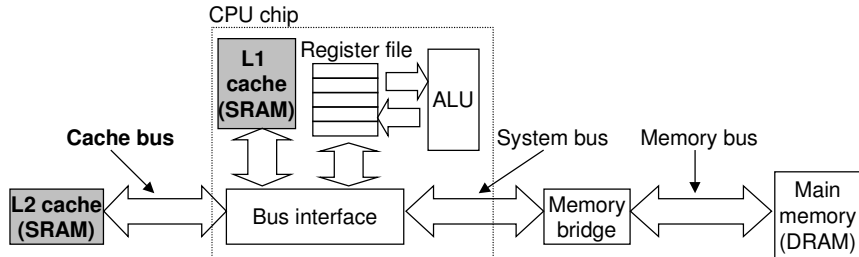 CPU chip
L1
cache
(SRAM)
Register file
ALU
Cache bus
System bus
Memory bus
L2 cache
(SRAM)
Bus interface
Memory
bridge
Main
memory
(DRAM)